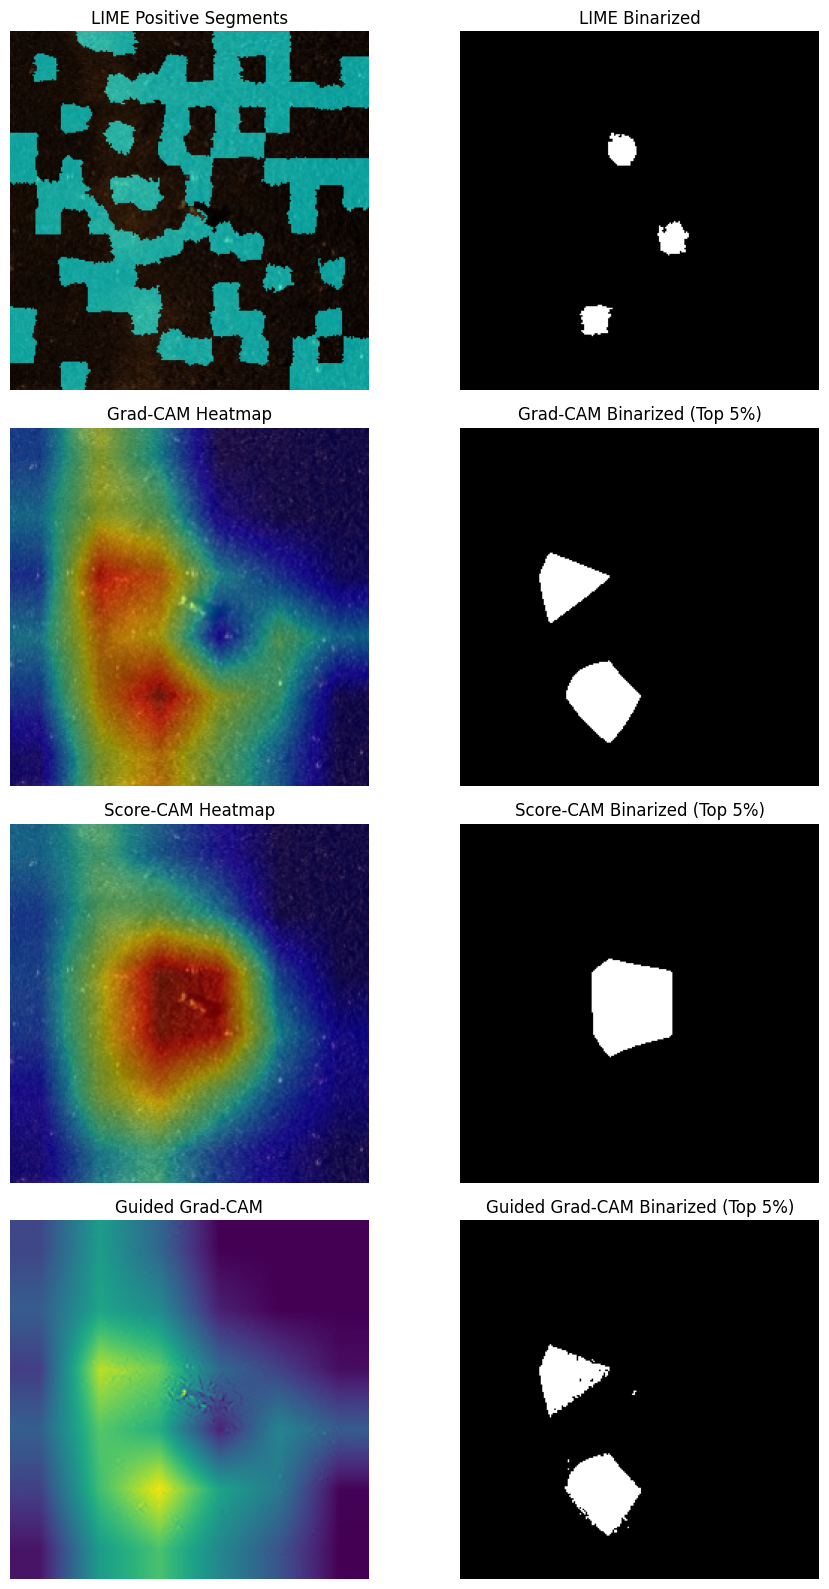 LIME Positive Segments
LIME Binarized
Grad-CAM Heatmap
Grad-CAM Binarized (Top 5%)
Score-CAM Heatmap
Score-CAM Binarized (Top 5%)
Guided Grad-CAM
Guided Grad-CAM Binarized (Top 5%)